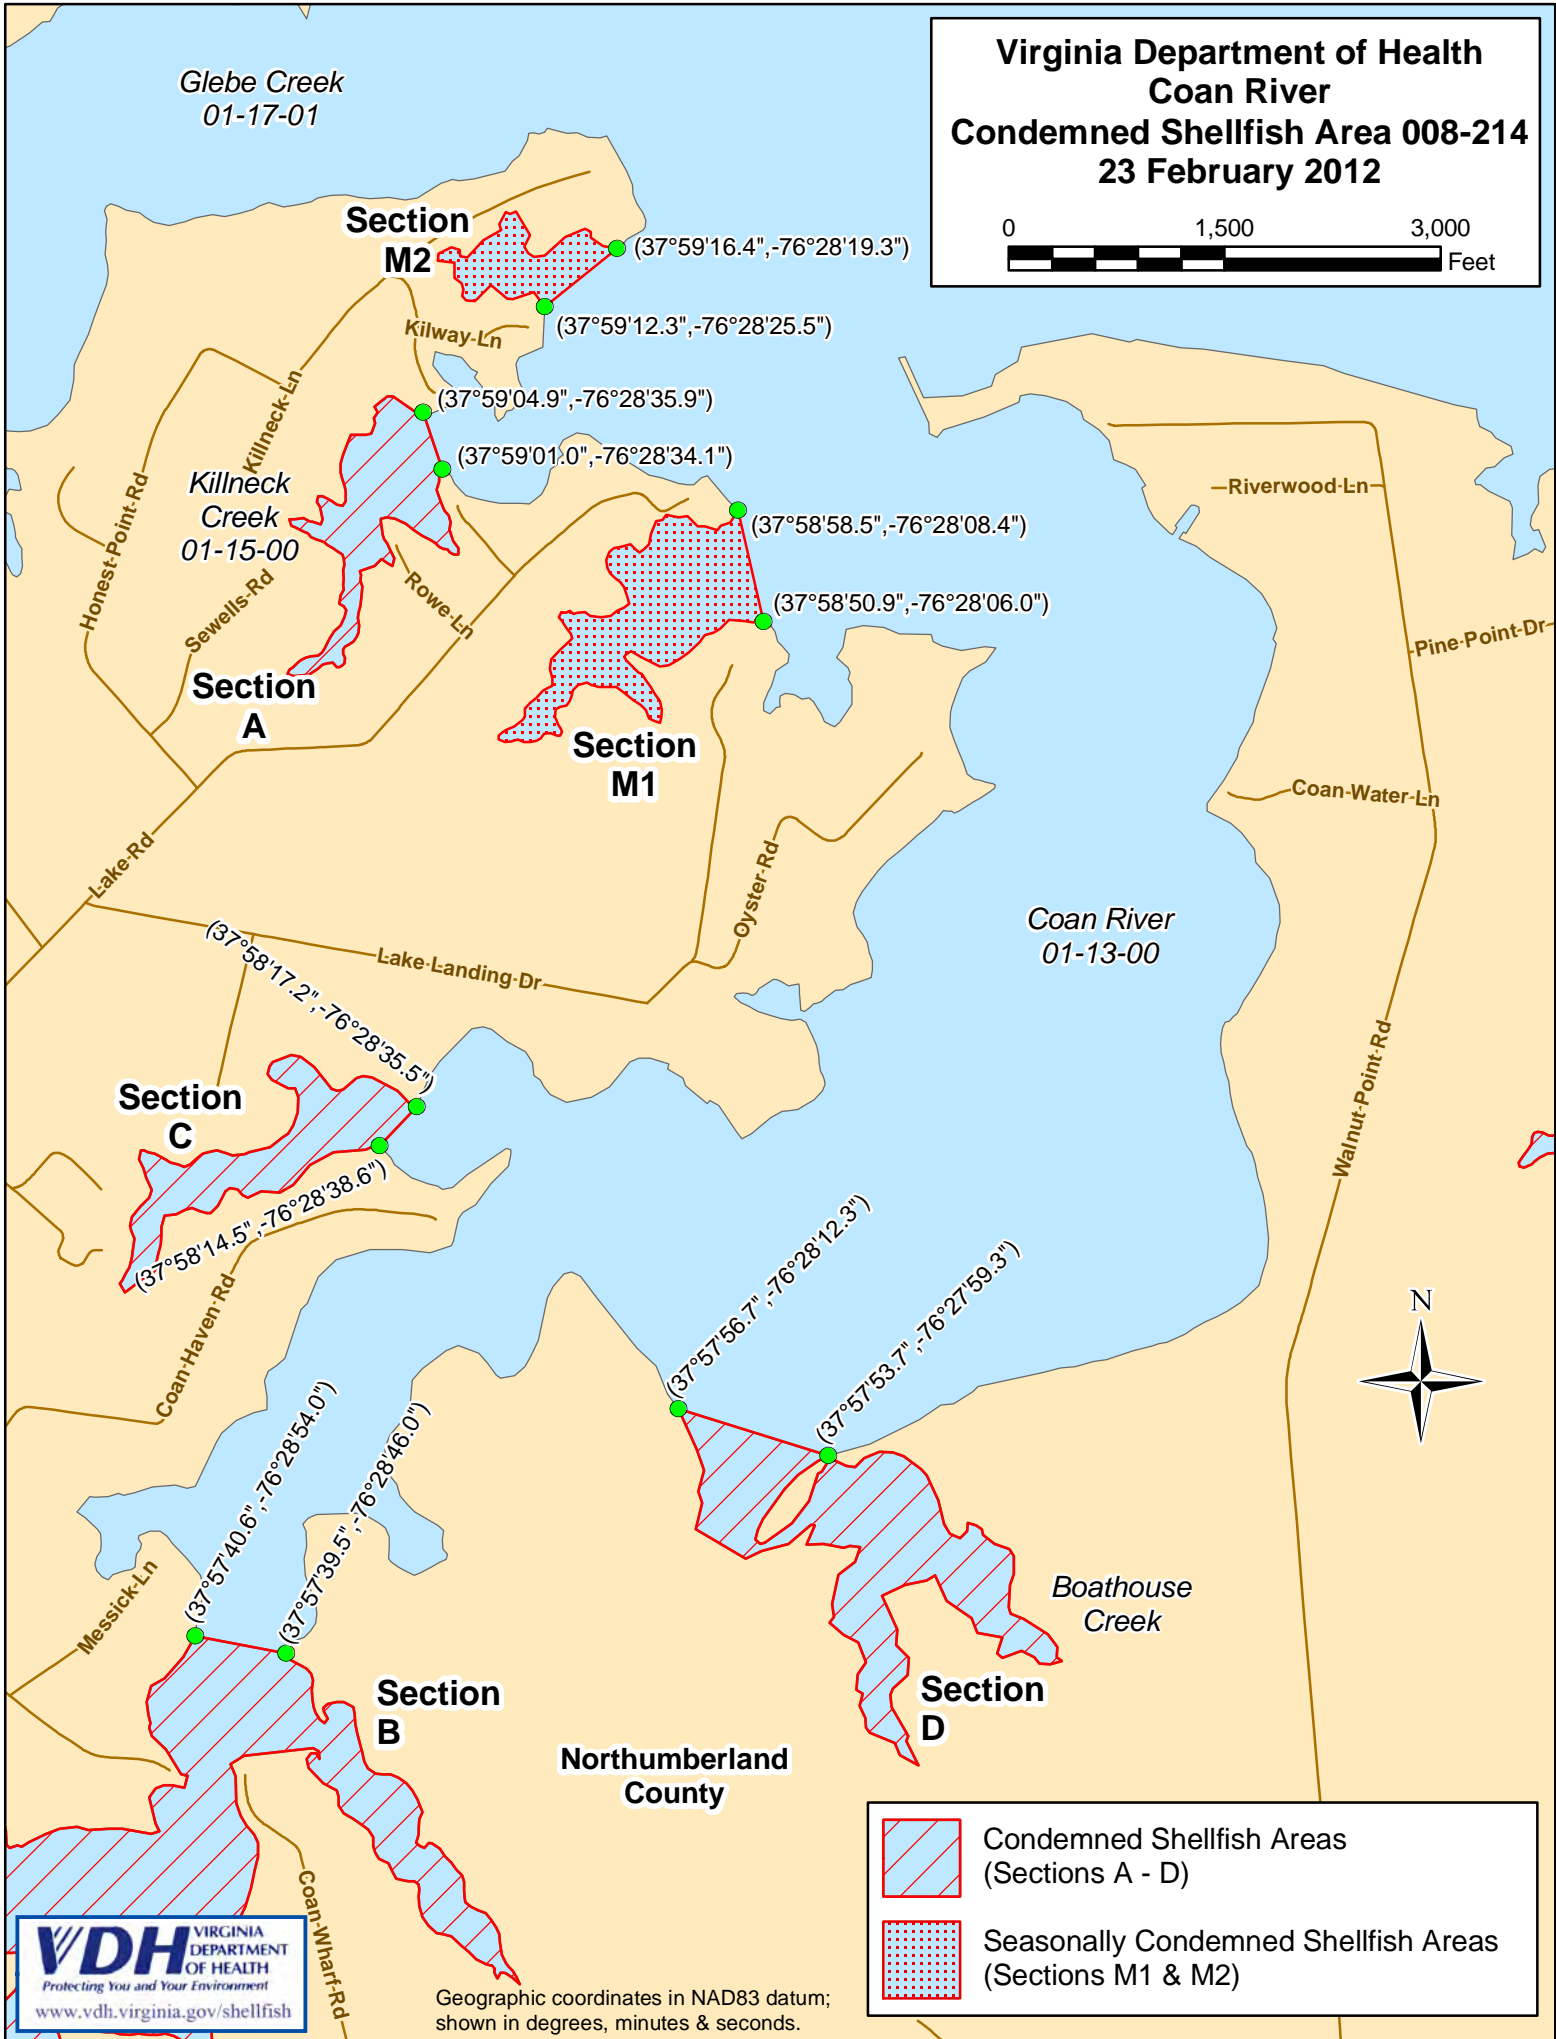 Virginia Department of Health
Coan River
Condemned Shellfish Area 008-214
23 February 2012
0 1,500 3,000
Feet
Glebe Creek
01-17-01
Section
M2
(37°59'16.4",-76°28'19.3")
(37°59'12.3",-76°28'25.5")
Kilway Ln
(37°59'04.9",-76°28'35.9")
(37°59'01.0",-76°28'34.1")
Killneck Ln
Killneck
Creek
01-15-00
Honest Point Rd
Sewells Rd
Rowe Ln
Riverwood Ln
(37°58'58.5",-76°28'08.4")
(37°58'50.9",-76°28'06.0")
Pine Point Dr
Section
A
Section
M1
Coan Water Ln
Lake Rd
Oyster Rd
Coan River
01-13-00
Lake Landing Dr
(37°58'17.2",-76°28'35.5")
Section
C
(37°58'14.5",-76°28'38.6")
Walnut Point Rd
Coan Haven Rd
(37°57'56.7",-76°28'12.3")
(37°57'53.7",-76°27'59.3")
N
(37°57'40.6",-76°28'54.0")
(37°57'39.5",-76°28'46.0")
Messick Ln
Boathouse
Creek
Section
B
Section
D
Northumberland
County
Coan Wharf Rd
Condemned Shellfish Areas
(Sections A - D)
Seasonally Condemned Shellfish Areas
(Sections M1 & M2)
VDH VIRGINIA
DEPARTMENT
OF HEALTH
Protecting You and Your Environment
www.vdh.virginia.gov/shellfish
Geographic coordinates in NAD83 datum;
shown in degrees, minutes & seconds.